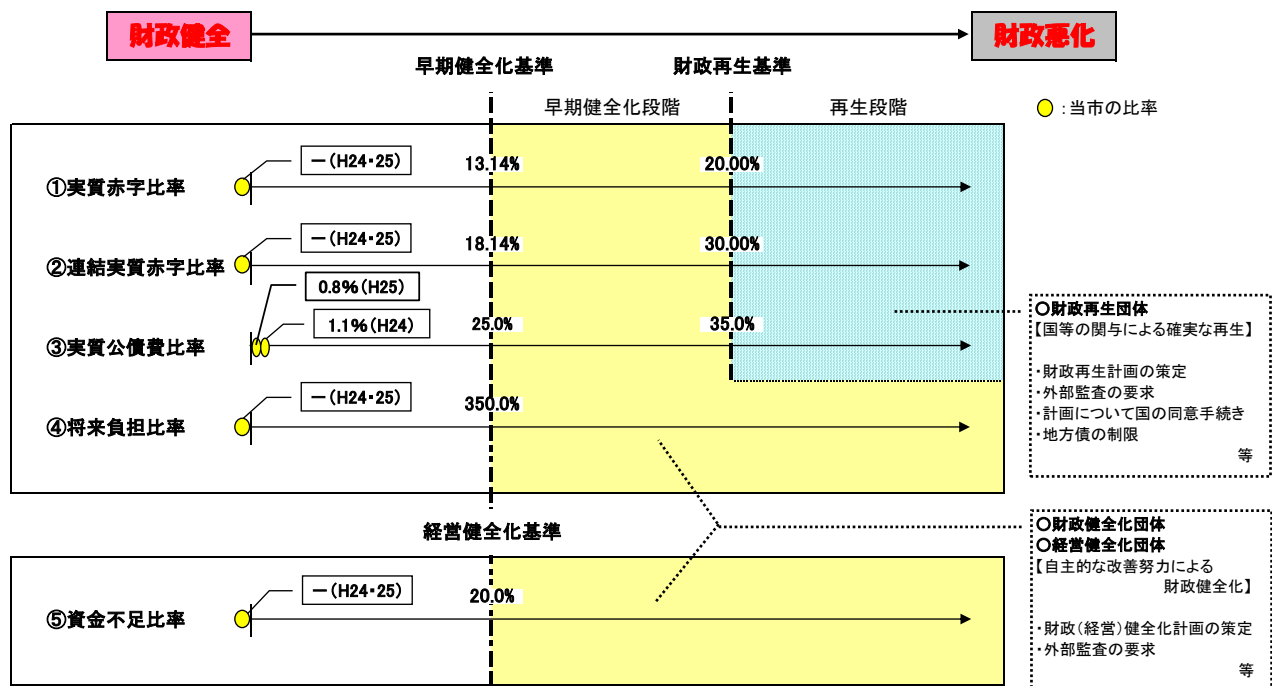 財政健全
財政悪化
早期健全化基準
財政再生基準
早期健全化段階
再生段階
:当市の比率
①実質赤字比率
－(H24・25)
13.14%
20.00%
②連結実質赤字比率
－(H24・25)
18.14%
30.00%
0.8%(H25)
③実質公債費比率
1.1%(H24)
25.0%
35.0%
④将来負担比率
－(H24・25)
350.0%
○財政再生団体
【国等の関与による確実な再生】
・財政再生計画の策定
・外部監査の要求
・計画について国の同意手続き
・地方債の制限
等
経営健全化基準
⑤資金不足比率
－(H24・25)
20.0%
○財政健全化団体
○経営健全化団体
【自主的な改善努力による
財政健全化】
・財政(経営)健全化計画の策定
・外部監査の要求
等